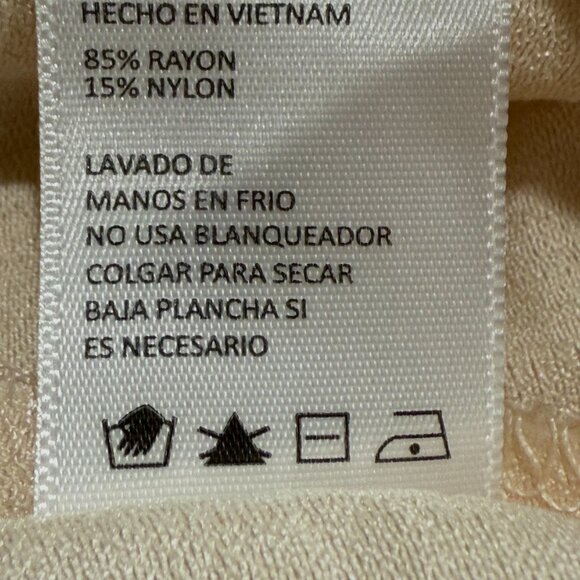 HECHO EN VIETNAM
85% RAYON
15% NYLON
LAVADO DE
MANOS EN FRIO
NO USA BLANQUEADOR
COLGAR PARA SECAR
BAJA PLANCHA SI
ES NECESARIO